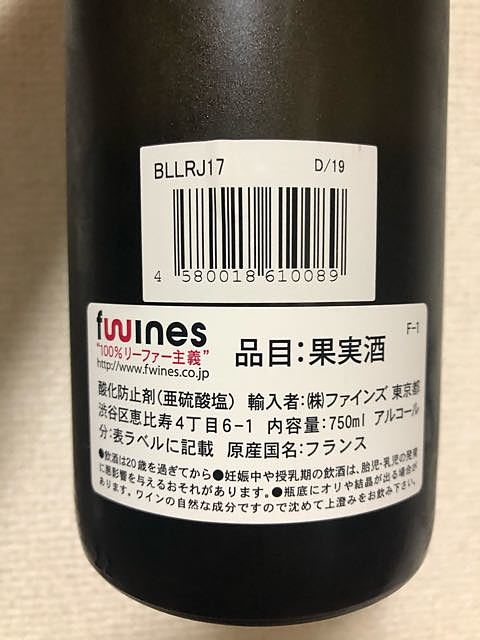 BLLRJ17 D/19
4 580018 610089
fwines
"100%リーファー主義"
http://www.fwines.co.jp
品目:果実酒
F-1
酸化防止剤(亜硫酸塩) 輸入者:㈱ファインズ 東京都
渋谷区恵比寿4丁目6-1 内容量:750ml アルコール
分:表ラベルに記載 原産国名:フランス
●飲酒は20歳を過ぎてから●妊娠中や授乳期の飲酒は、胎児・乳児の発育
に悪影響を与えるおそれがあります。●瓶底にオリや結晶が出る場合が
あります。ワインの自然な成分ですので沈めて上澄みをお飲み下さい。